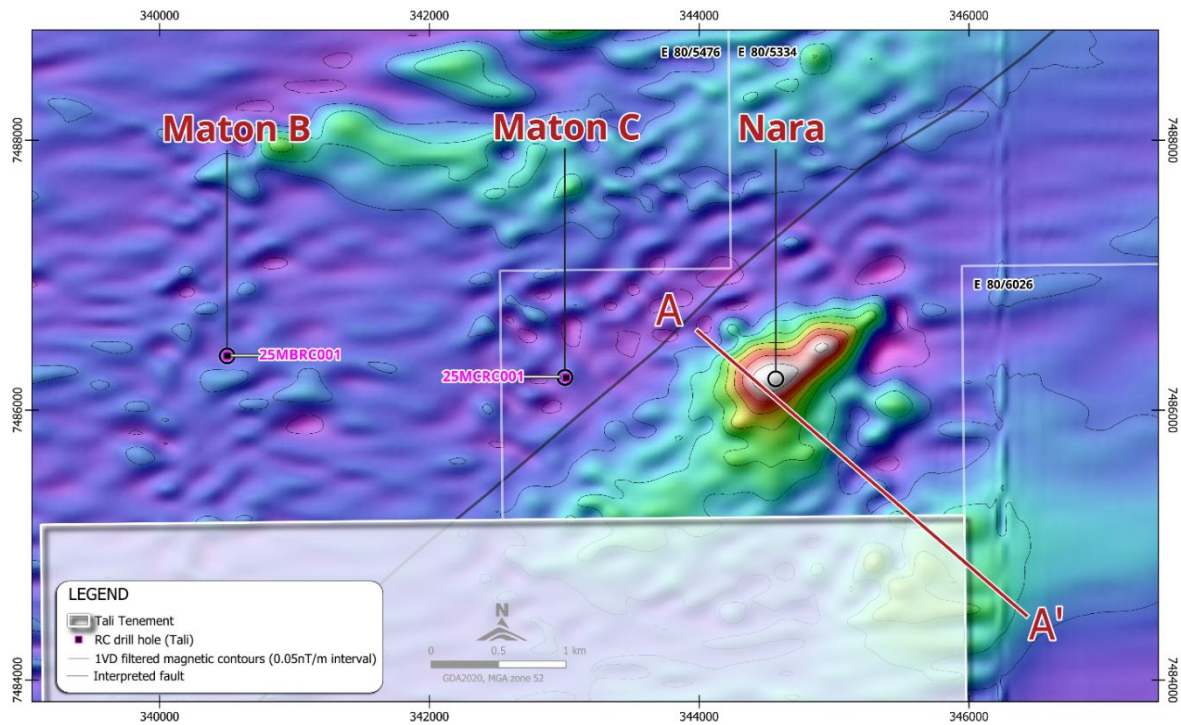 340000
342000
344000
346000
E 80/5476
E 80/5334
Maton B
Maton C
Nara
7488000
7488000
E 80/6026
A
25MBRC001
25MCRC001
7486000
7486000
A'
LEGEND
Tali Tenement
RC drill hole (Tali)
1VD filtered magnetic contours (0.05nT/m interval)
Interpreted fault
N
0
0.5
1 km
GDA2020, MGA zone 52
7484000
7484000
340000
342000
344000
346000